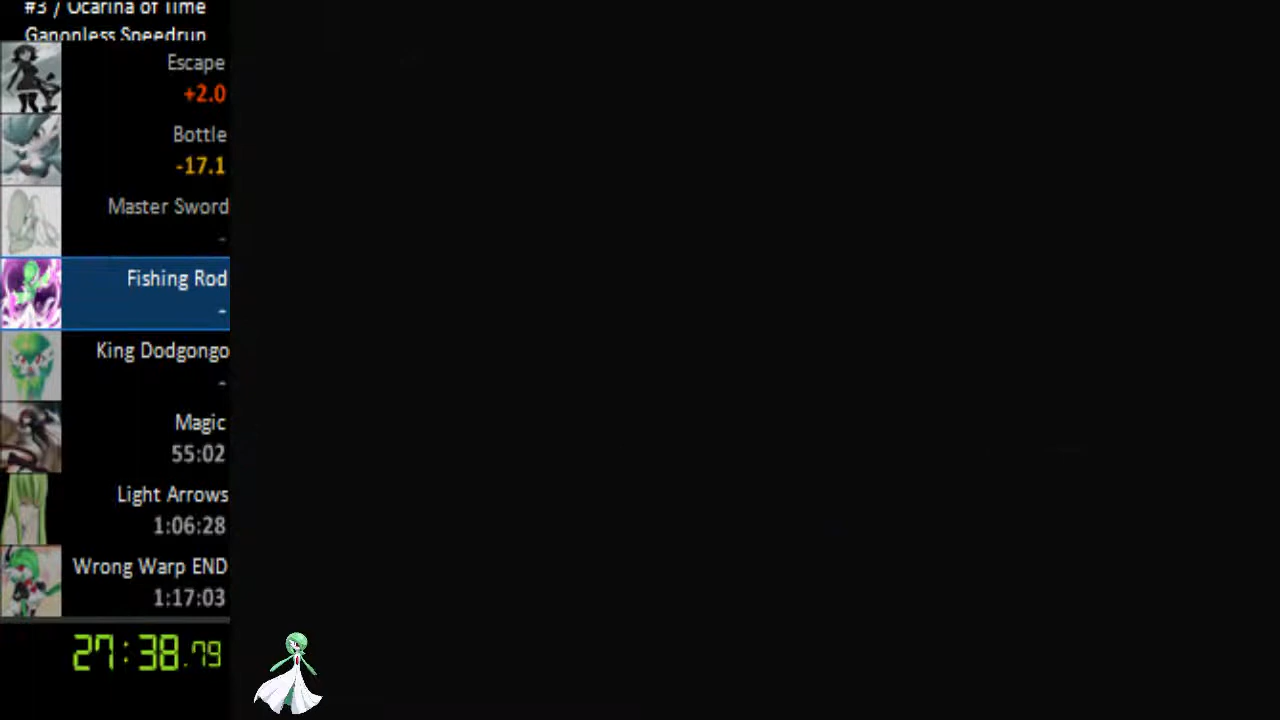 #3 / Ocarina of Time
Ganonless Speedrun
Escape
+2.0
Bottle
-17.1
Master Sword
-
Fishing Rod
-
King Dodgongo
-
Magic
55:02
Light Arrows
1:06:28
Wrong Warp END
1:17:03
27:38.79